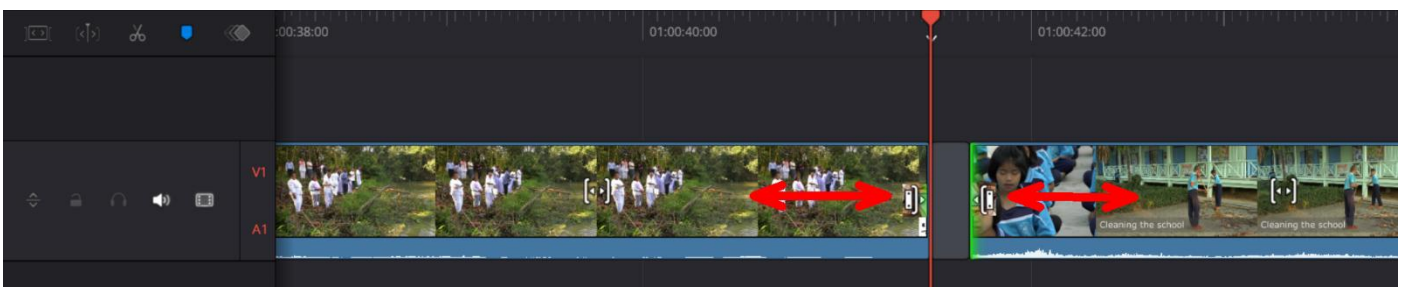 :00:38:00
01:00:40:00
01:00:42:00
V1
A1
Cleaning the school
Cleaning the school